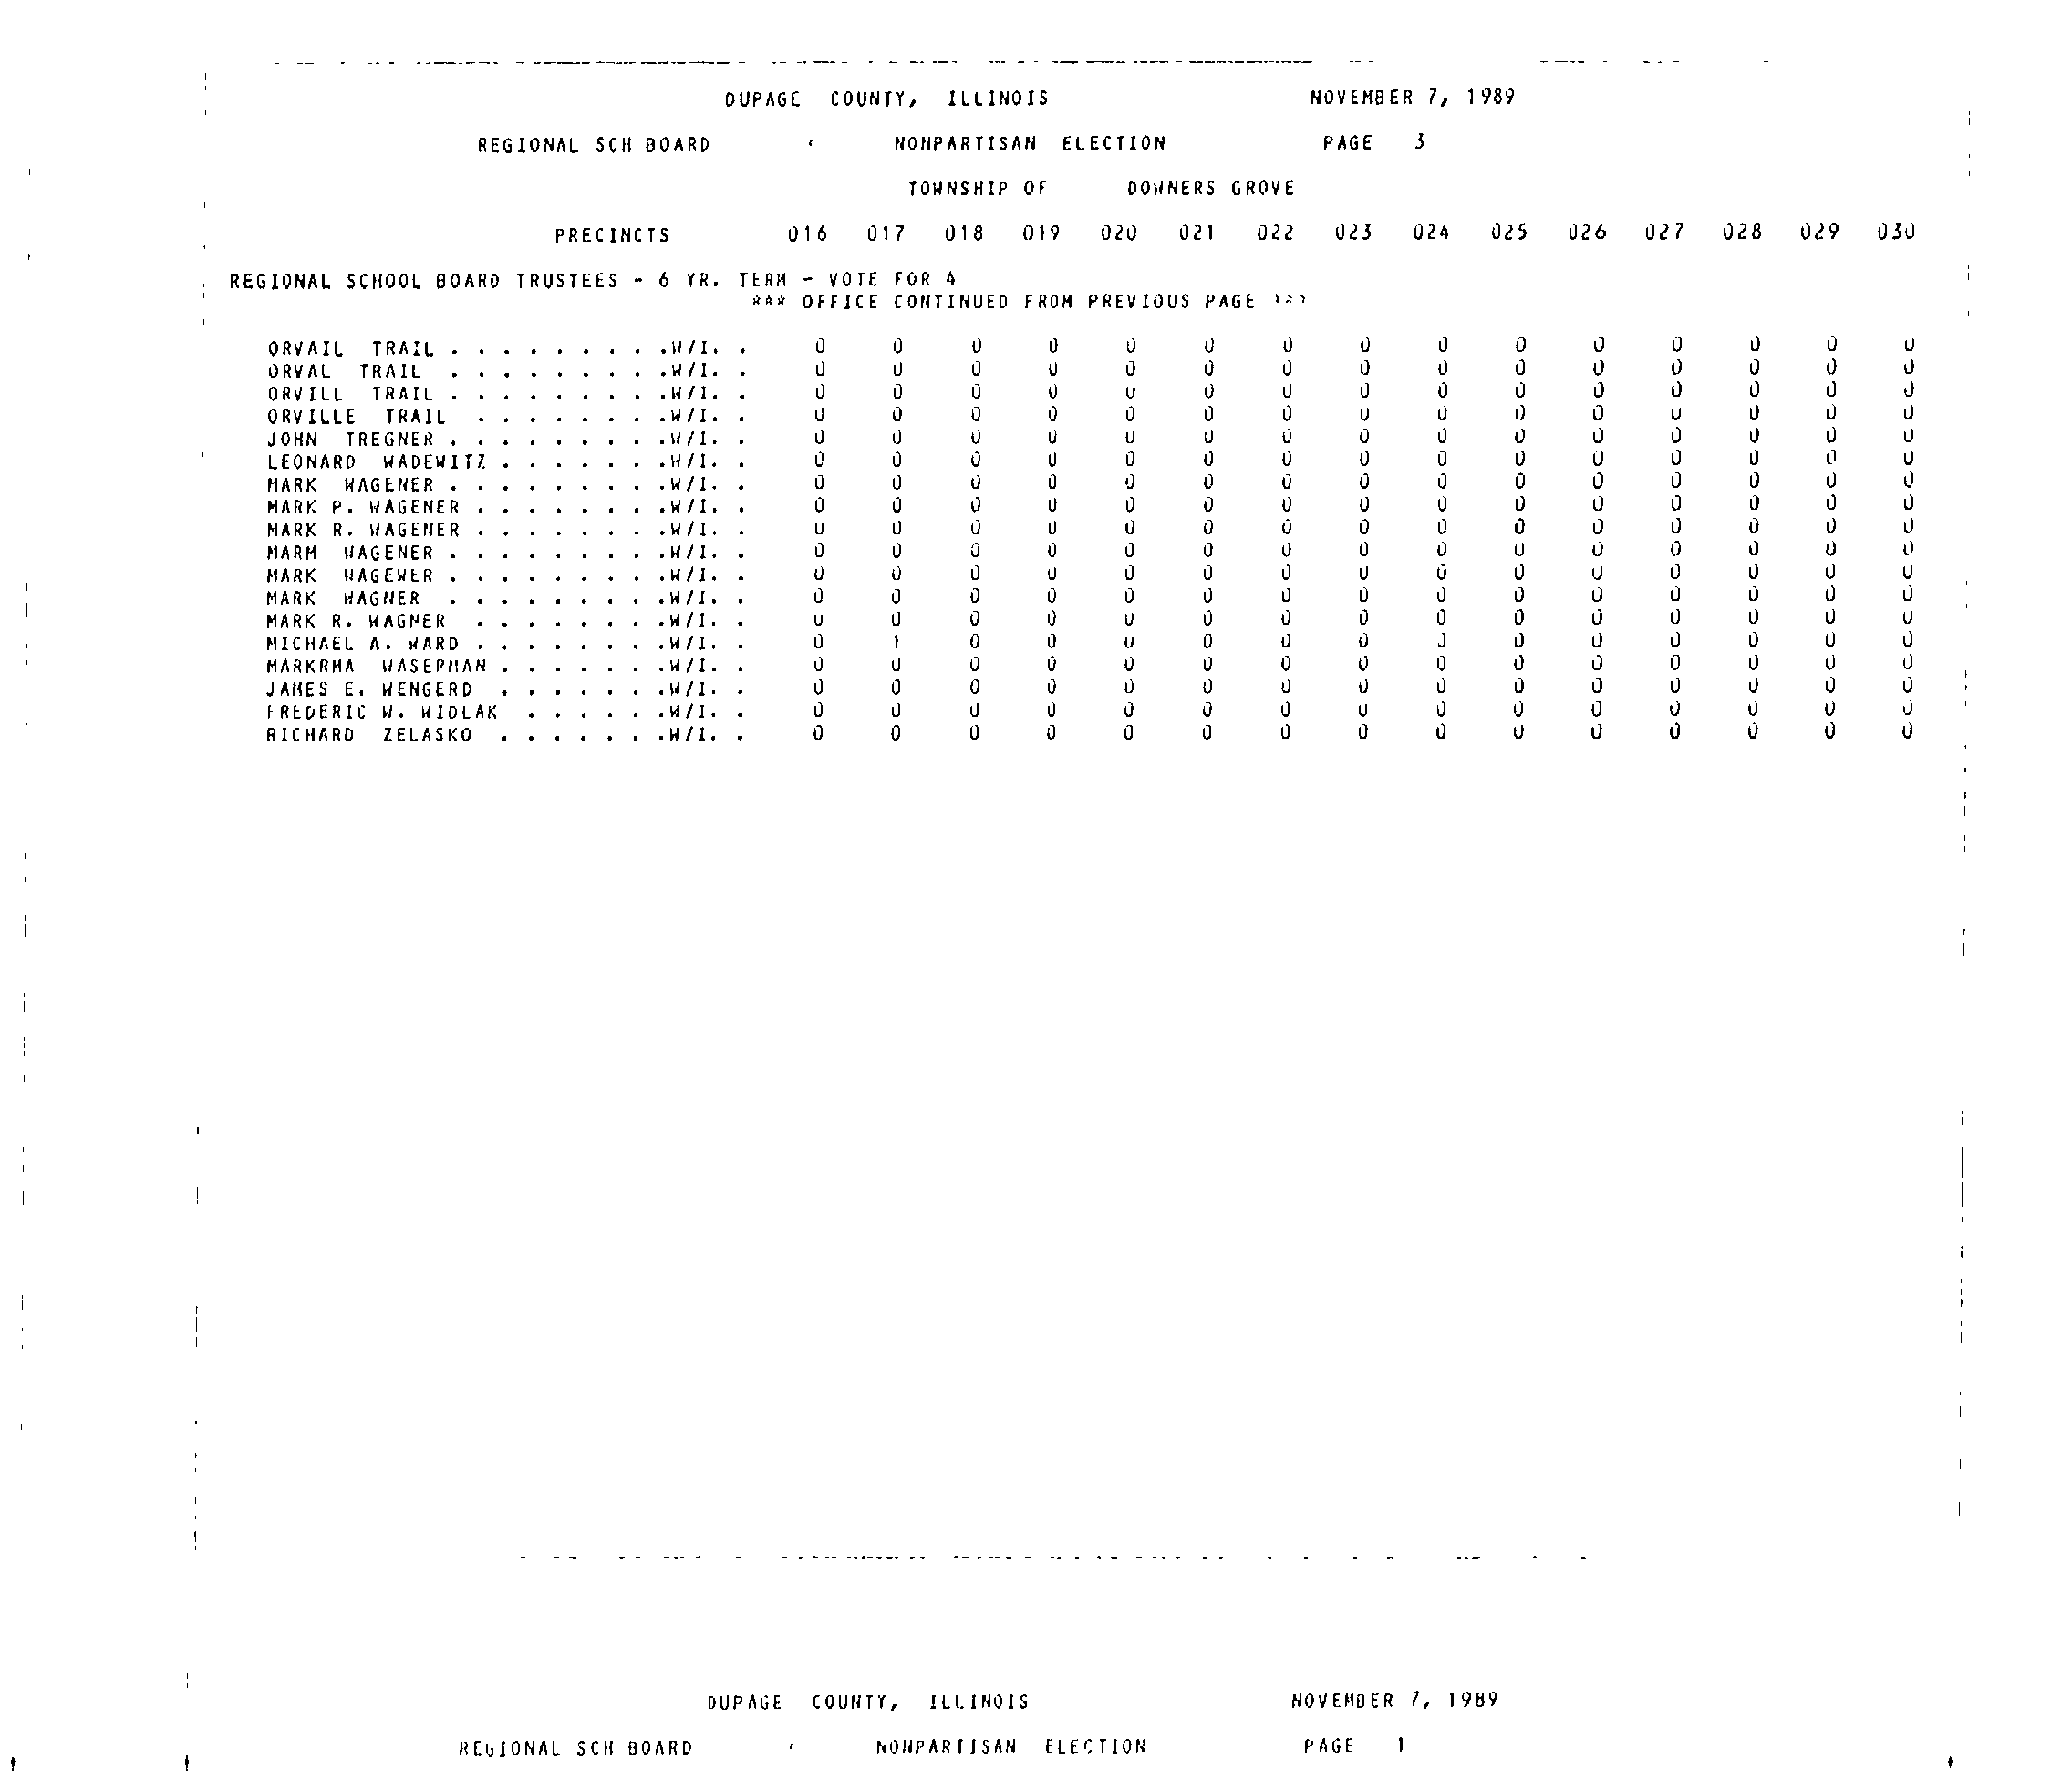 DUPAGE COUNTY, ILLINOIS NOVEMBER 7, 1989
REGIONAL SCH BOARD NONPARTISAN ELECTION PAGE 3
TOWNSHIP OF DOWNERS GROVE
PRECINCTS 016 017 018 019 020 021 022 023 024 025 026 027 028 029 030
REGIONAL SCHOOL BOARD TRUSTEES - 6 YR. TERM - VOTE FOR 4
*** OFFICE CONTINUED FROM PREVIOUS PAGE ***
ORVAIL TRAIL . . . . . . . . .W/I. . 0 0 0 0 0 0 0 0 0 0 0 0 0 0 0
ORVAL TRAIL . . . . . . . .W/I. . 0 0 0 0 0 0 0 0 0 0 0 0 0 0 0
ORVILL TRAIL . . . . . . . . .W/I. . 0 0 0 0 0 0 0 0 0 0 0 0 0 0 0
ORVILLE TRAIL . . . . . . . .W/I. . 0 0 0 0 0 0 0 0 0 0 0 0 0 0 0
JOHN TREGNER . . . . . . . . .W/I. . 0 0 0 0 0 0 0 0 0 0 0 0 0 0 0
LEONARD WADEWITZ . . . . . . .W/I. . 0 0 0 0 0 0 0 0 0 0 0 0 0 0 0
MARK WAGENER . . . . . . . . .W/I. . 0 0 0 0 0 0 0 0 0 0 0 0 0 0 0
MARK P. WAGENER . . . . . . . .W/I. . 0 0 0 0 0 0 0 0 0 0 0 0 0 0 0
MARK R. WAGENER . . . . . . . .W/I. . 0 0 0 0 0 0 0 0 0 0 0 0 0 0 0
MARM WAGENER . . . . . . . . .W/I. . 0 0 0 0 0 0 0 0 0 0 0 0 0 0 0
MARK WAGEWER . . . . . . . . .W/I. . 0 0 0 0 0 0 0 0 0 0 0 0 0 0 0
MARK WAGNER . . . . . . . . .W/I. . 0 0 0 0 0 0 0 0 0 0 0 0 0 0 0
MARK R. WAGNER . . . . . . . .W/I. . 0 0 0 0 0 0 0 0 0 0 0 0 0 0 0
MICHAEL A. WARD . . . . . . . .W/I. . 0 1 0 0 0 0 0 0 0 0 0 0 0 0 0
MARKRMA WASEPMAN . . . . . . .W/I. . 0 0 0 0 0 0 0 0 0 0 0 0 0 0 0
JAMES E. WENGERD . . . . . . .W/I. . 0 0 0 0 0 0 0 0 0 0 0 0 0 0 0
FREDERIC W. WIDLAK . . . . . .W/I. . 0 0 0 0 0 0 0 0 0 0 0 0 0 0 0
RICHARD ZELASKO . . . . . . .W/I. . 0 0 0 0 0 0 0 0 0 0 0 0 0 0 0
DUPAGE COUNTY, ILLINOIS NOVEMBER 7, 1989
REGIONAL SCH BOARD NONPARTISAN ELECTION PAGE 1